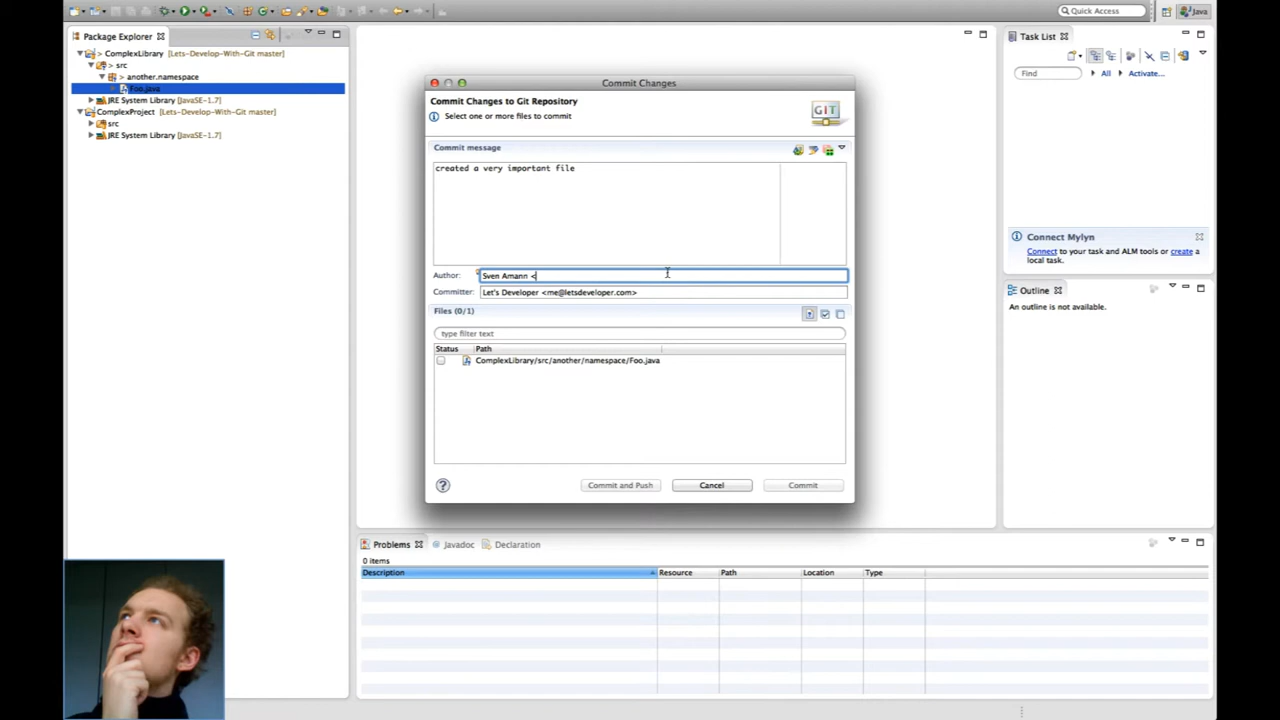 Quick Access
Java
Package Explorer
> ComplexLibrary [Lets-Develop-With-Git master]
> src
> another.namespace
Foo.java
JRE System Library [JavaSE-1.7]
ComplexProject [Lets-Develop-With-Git master]
src
JRE System Library [JavaSE-1.7]
Commit Changes
Commit Changes to Git Repository
Select one or more files to commit
GIT
Commit message
created a very important file
Author: Sven Amann <
Committer: Let's Developer <me@letsdeveloper.com>
Files (0/1)
type filter text
Status Path
ComplexLibrary/src/another/namespace/Foo.java
? Commit and Push Cancel Commit
Task List
Find All Activate...
Connect Mylyn
Connect to your task and ALM tools or create a
local task.
Outline
An outline is not available.
Problems @ Javadoc Declaration
0 items
Description Resource Path Location Type